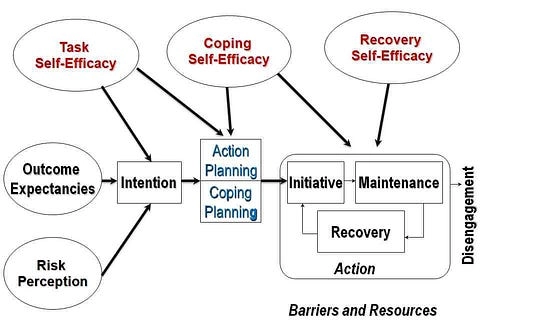 Task
Self-Efficacy
Coping
Self-Efficacy
Recovery
Self-Efficacy
Outcome
Expectancies
Intention
Action
Planning
Coping
Planning
Initiative
Maintenance
Recovery
Action
Disengagement
Risk
Perception
Barriers and Resources